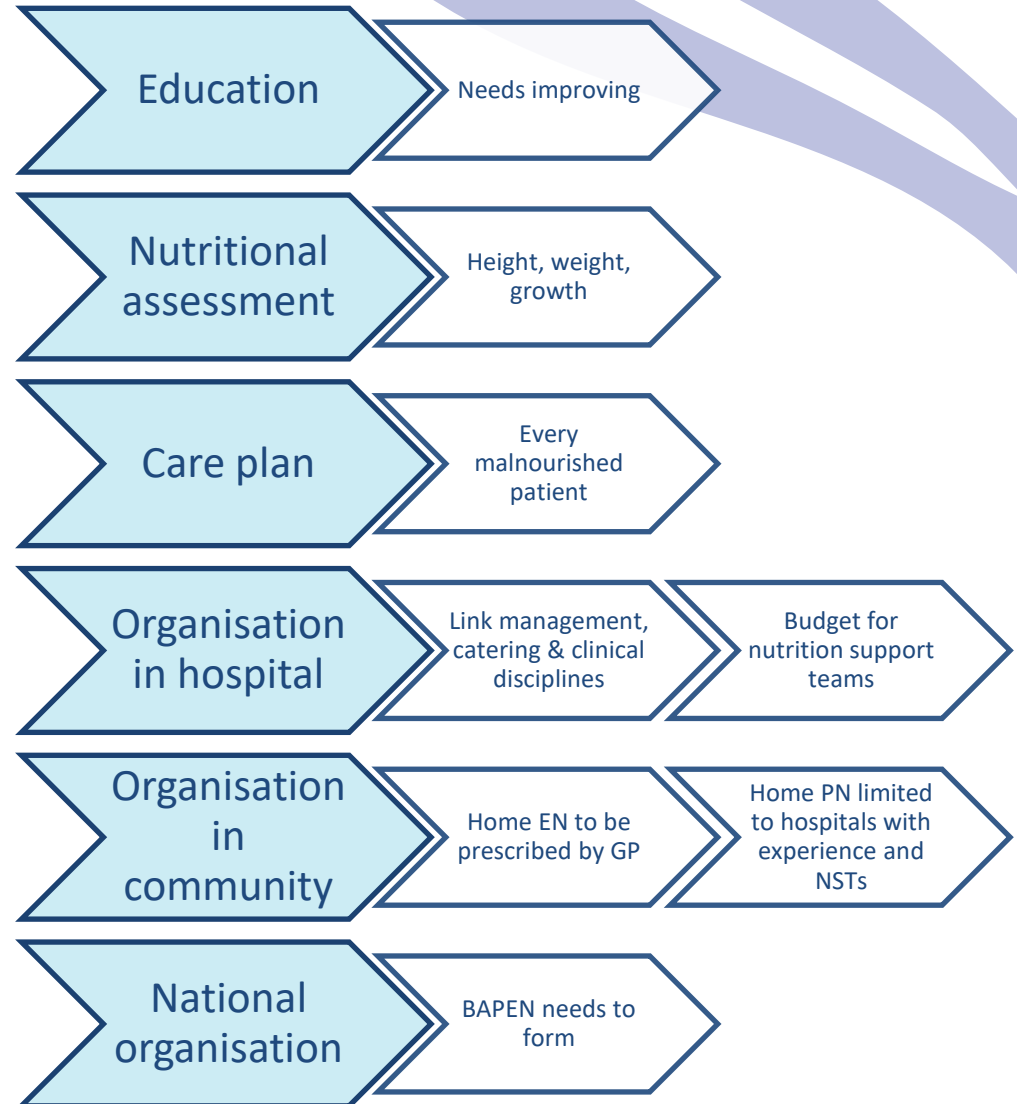 Education
Needs improving
Nutritional
assessment
Height, weight,
growth
Care plan
Every
malnourished
patient
Organisation
in hospital
Link management,
catering & clinical
disciplines
Budget for
nutrition support
teams
Organisation
in
community
Home EN to be
prescribed by GP
Home PN limited
to hospitals with
experience and
NSTs
National
organisation
BAPEN needs to
form